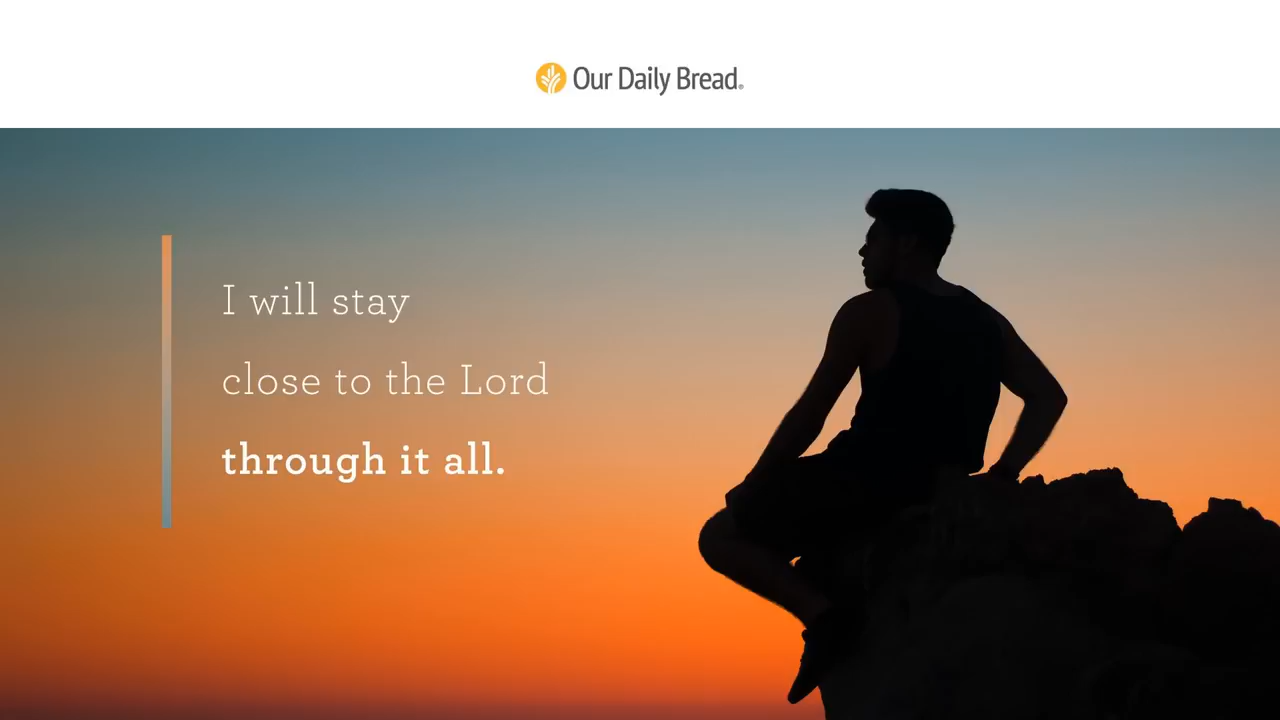 Our Daily Bread®
I will stay
close to the Lord
through it all.